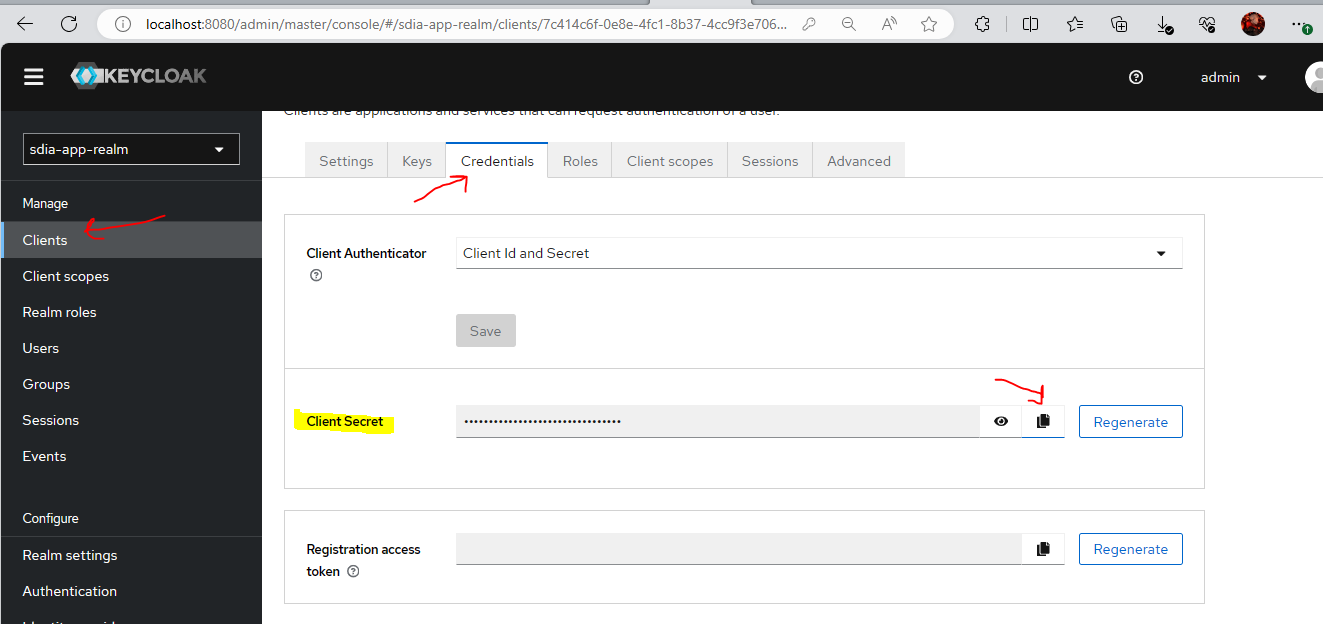 localhost:8080/admin/master/console/#/sdia-app-realm/clients/7c414c6f-0e8e-4fc1-8b37-4cc9f3e706...
KEYCLOAK
admin
Clients are applications and services that can request authentication of a user.
sdia-app-realm
Settings Keys Credentials Roles Client scopes Sessions Advanced
Manage
Clients
Client scopes
Realm roles
Users
Groups
Sessions
Events
Configure
Realm settings
Authentication
Client Authenticator
Client Id and Secret
Save
Client Secret
••••••••••••••••••••••••••••••••
Regenerate
Registration access
token
Regenerate